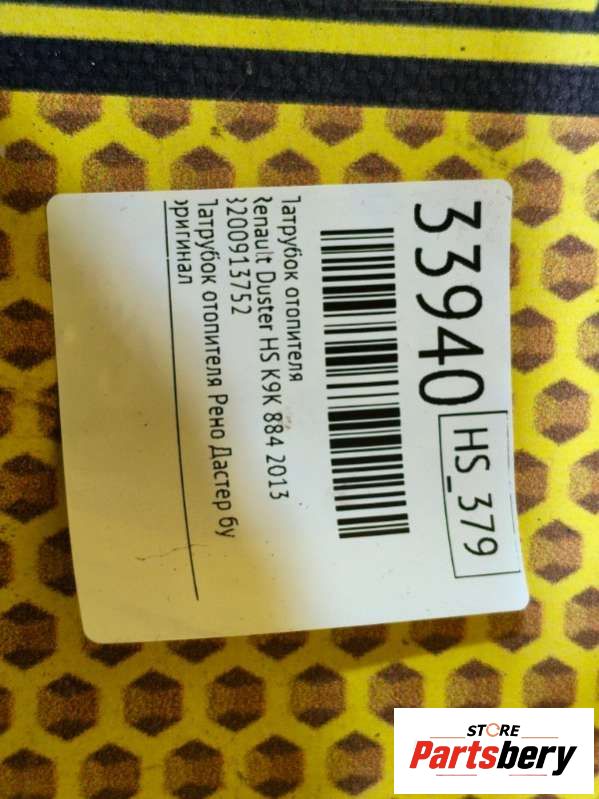 33940 HS_379
Патрубок отопителя
Renault Duster HS K9K 884 2013
8200913752
Патрубок отопителя Рено Дастер бу
оригинал
STORE
Partsbery